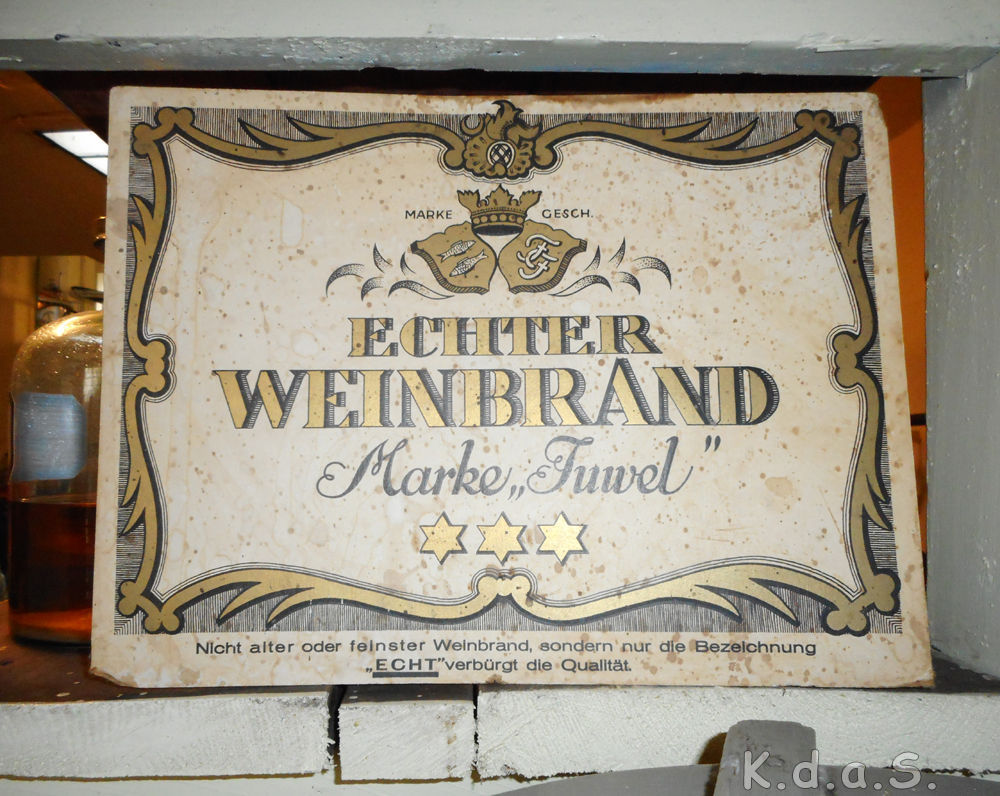 MARKE GESCH.
ECHTER
WEINBRAND
Marke „Juwel”
Nicht alter oder feinster Weinbrand, sondern nur die Bezeichnung
„ECHT” verbürgt die Qualität.
K.d.a.S.